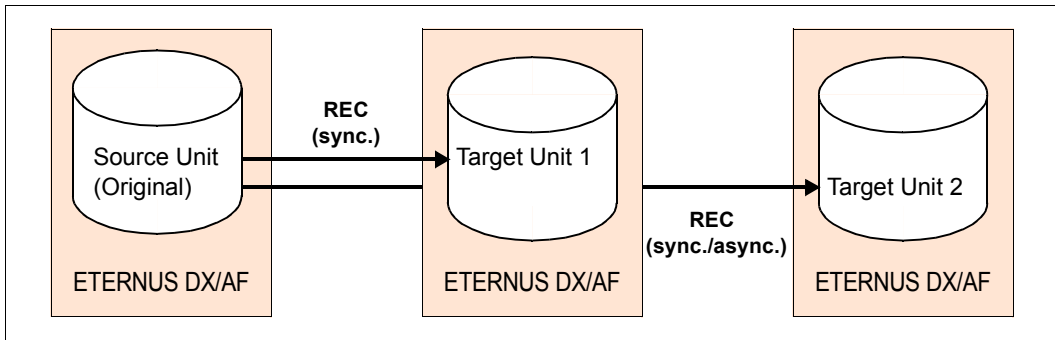 REC
(sync.)
Source Unit
(Original)
Target Unit 1
Target Unit 2
REC
(sync./async.)
ETERNUS DX/AF
ETERNUS DX/AF
ETERNUS DX/AF